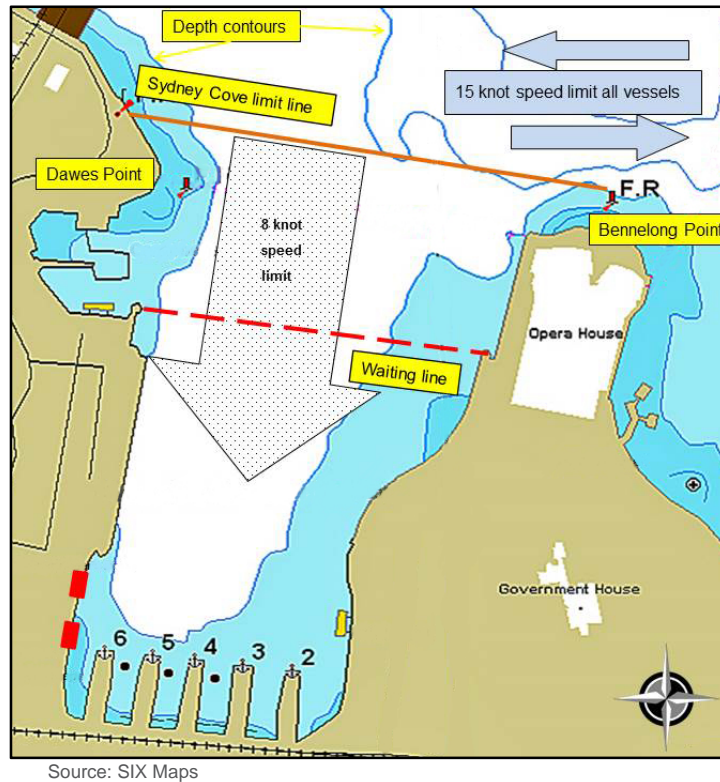 Depth contours
Sydney Cove limit line
15 knot speed limit all vessels
Dawes Point
F.R
Bennelong Point
8 knot
speed
limit
Opera House
Waiting line
Government House
6
5
4
3
2
Source: SIX Maps